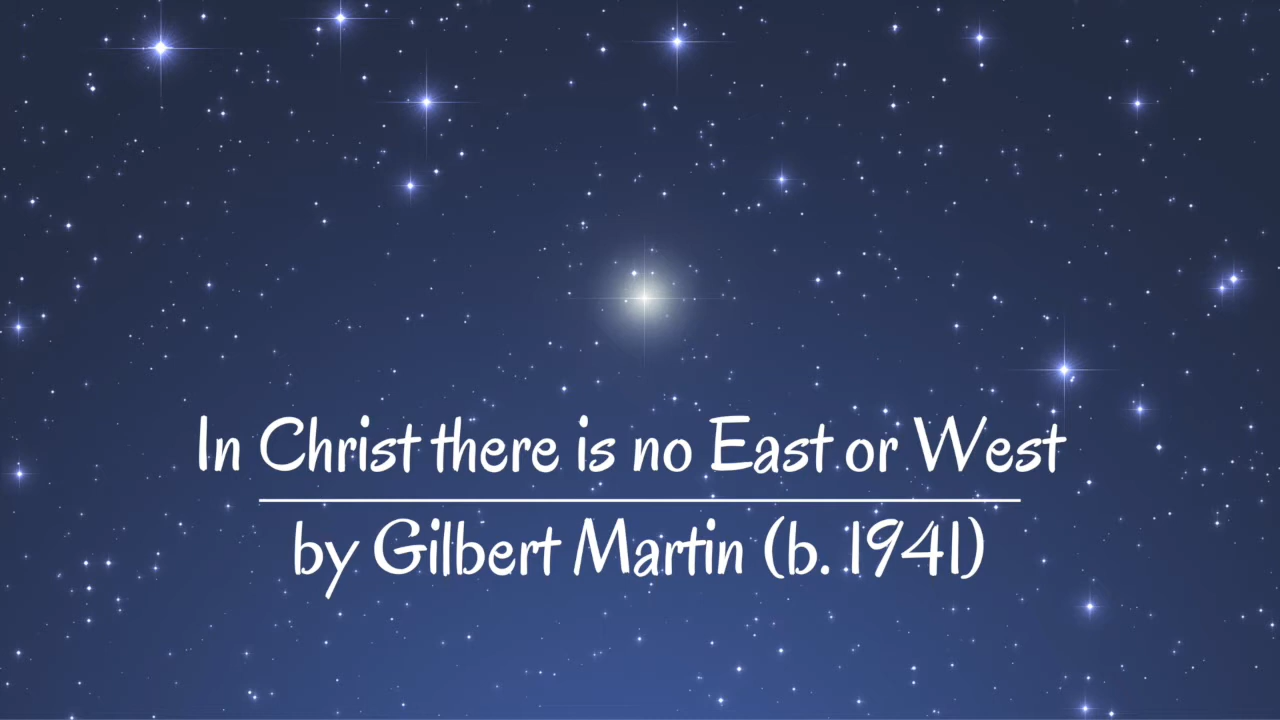 In Christ there is no East or West
by Gilbert Martin (b. 1941)